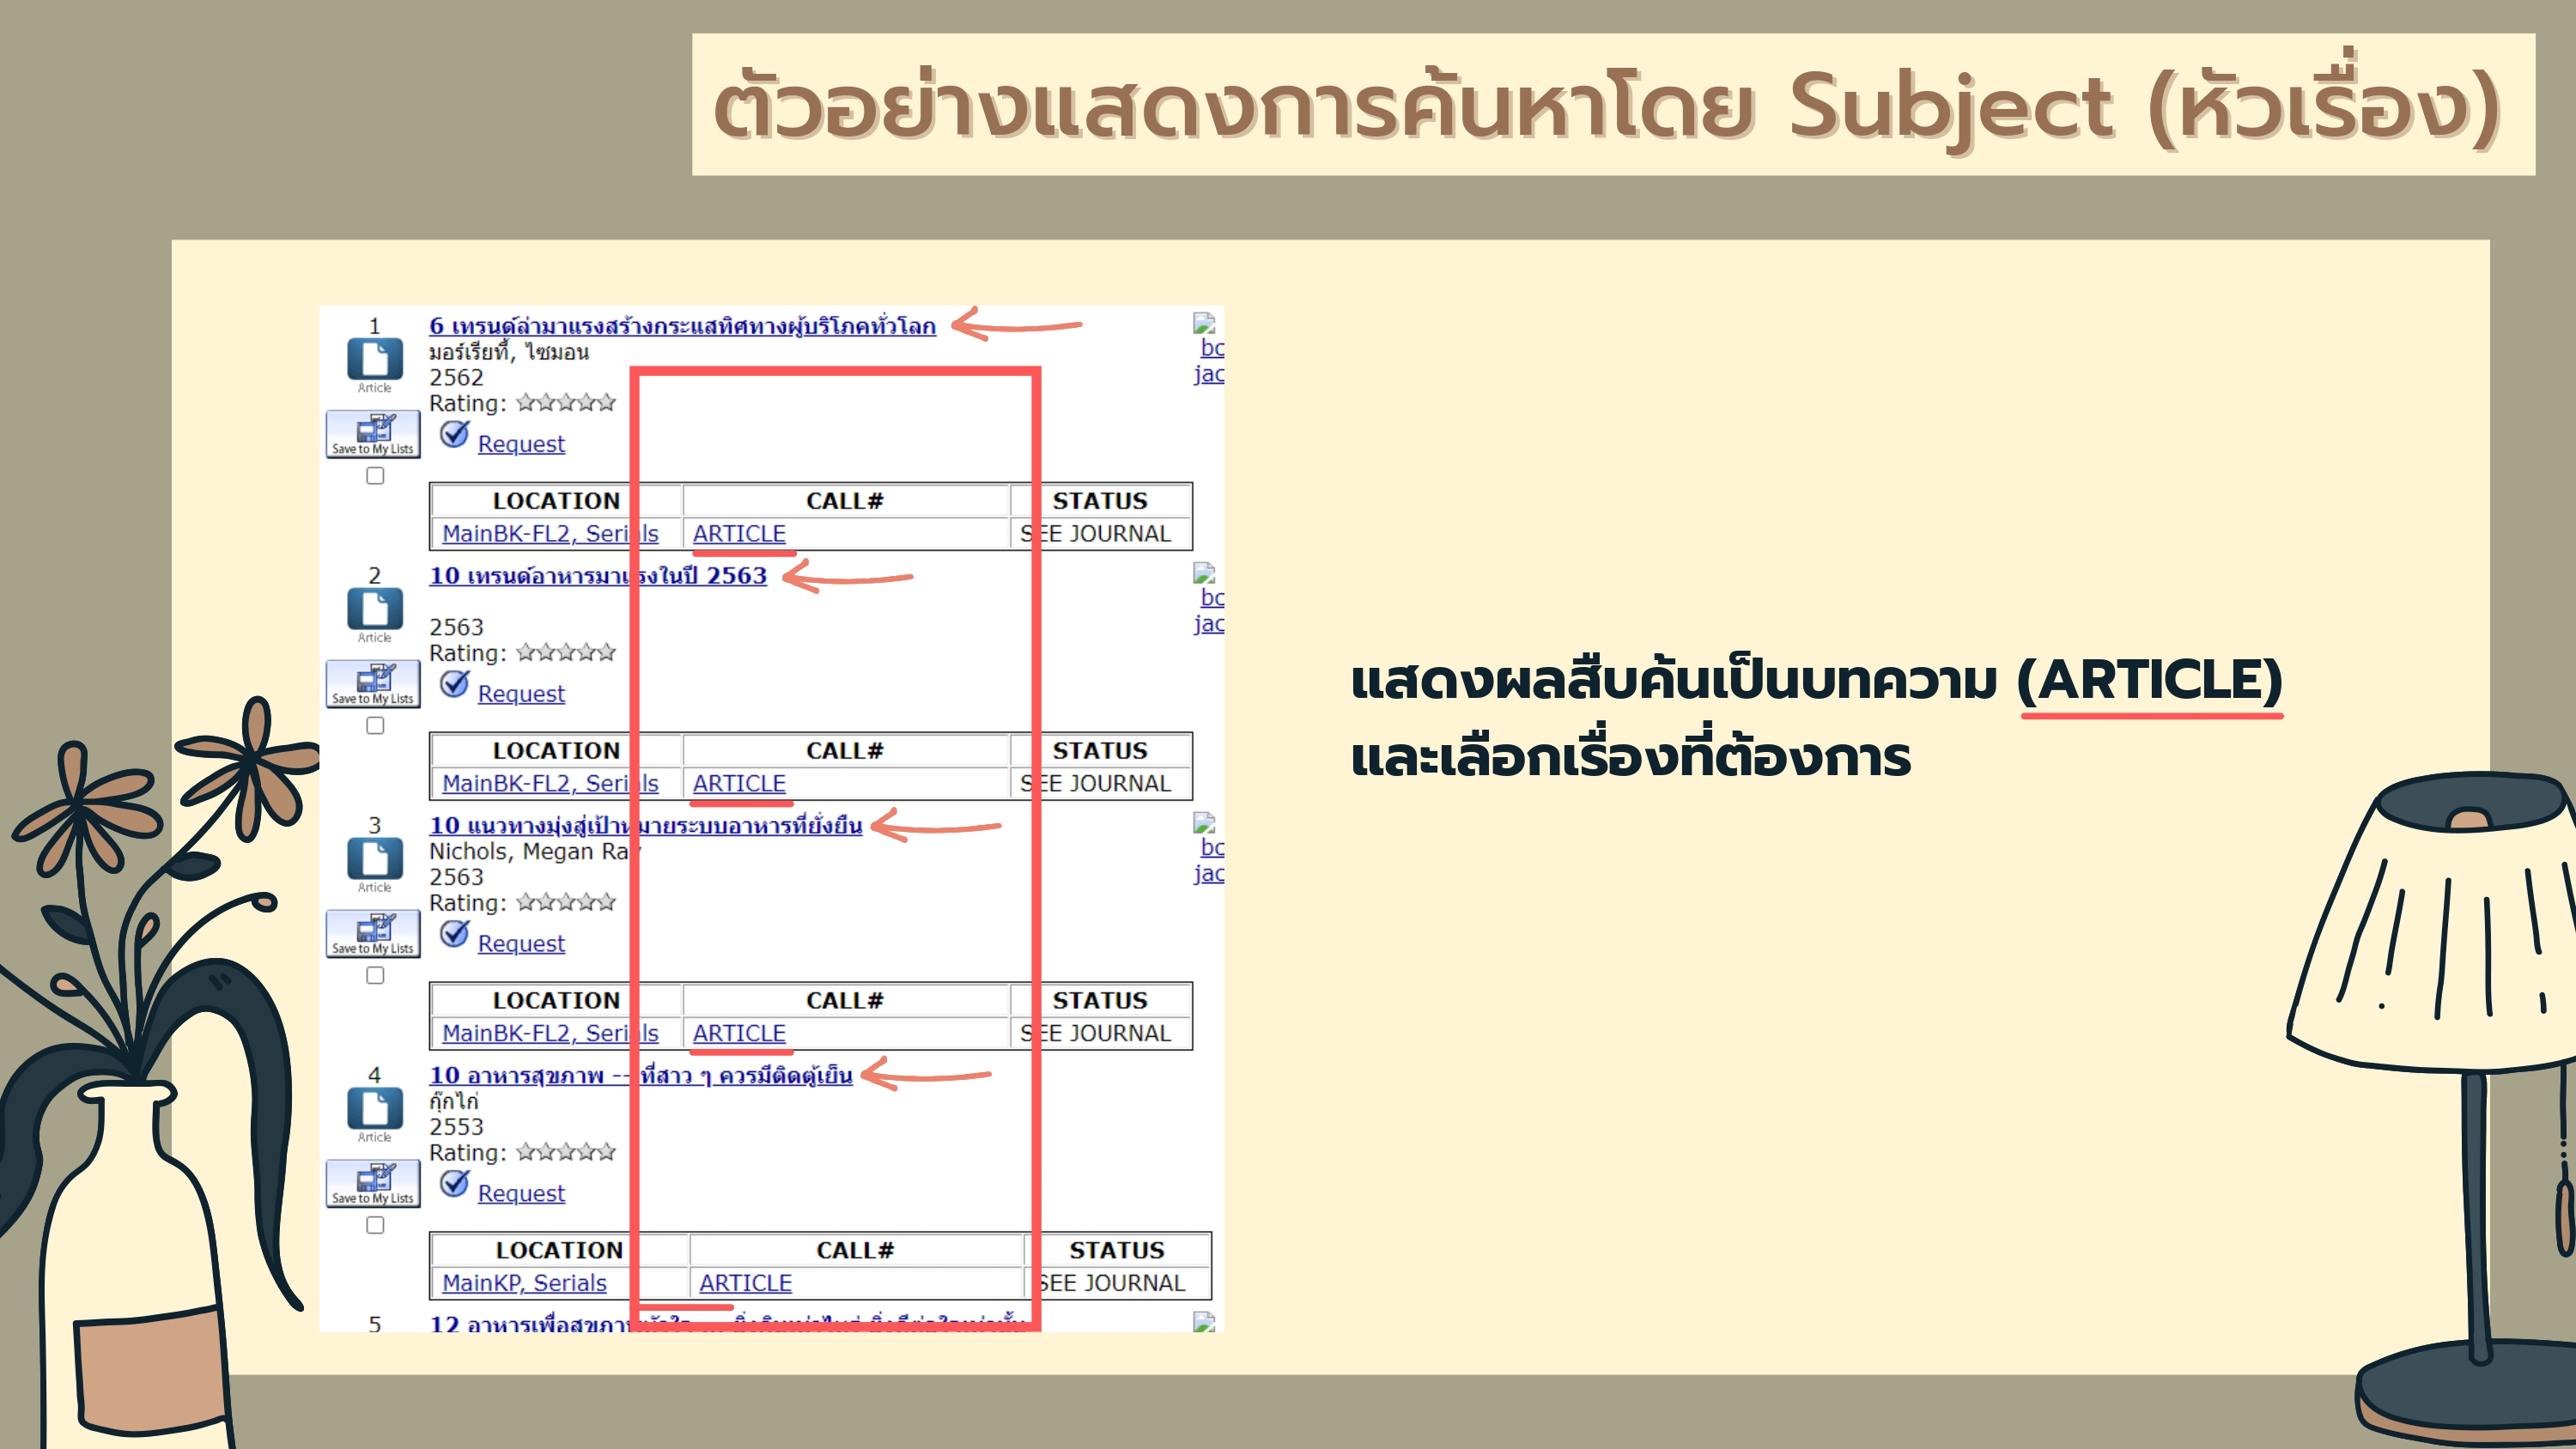 ตัวอย่างแสดงการค้นหาโดย Subject (หัวเรื่อง)
1
6 เทรนด์ล่ามาแรงสร้างกระแสทิศทางผู้บริโภคทั่วโลก
มอร์เรียที้, ไซมอน
Article
2562
Rating:
Save to My Lists
Request
bc
jac
LOCATION CALL# STATUS
MainBK-FL2, Serials ARTICLE SEE JOURNAL
2
10 เทรนด์อาหารมาแรงในปี 2563
Article
2563
Rating:
Save to My Lists
Request
bc
jac
LOCATION CALL# STATUS
MainBK-FL2, Serials ARTICLE SEE JOURNAL
3
10 แนวทางมุ่งสู่เป้าหมายระบบอาหารที่ยั่งยืน
Nichols, Megan Ray
Article
2563
Rating:
Save to My Lists
Request
bc
jac
LOCATION CALL# STATUS
MainBK-FL2, Serials ARTICLE SEE JOURNAL
4
10 อาหารสุขภาพ -- ที่สาว ๆ ควรมีติดตู้เย็น
กุ๊กไก่
Article
2553
Rating:
Save to My Lists
Request
LOCATION CALL# STATUS
MainKP, Serials ARTICLE SEE JOURNAL
5
12 อาหารเพื่อสุขภาพหัวใจ
แสดงผลสืบค้นเป็นบทความ (ARTICLE)
และเลือกเรื่องที่ต้องการ